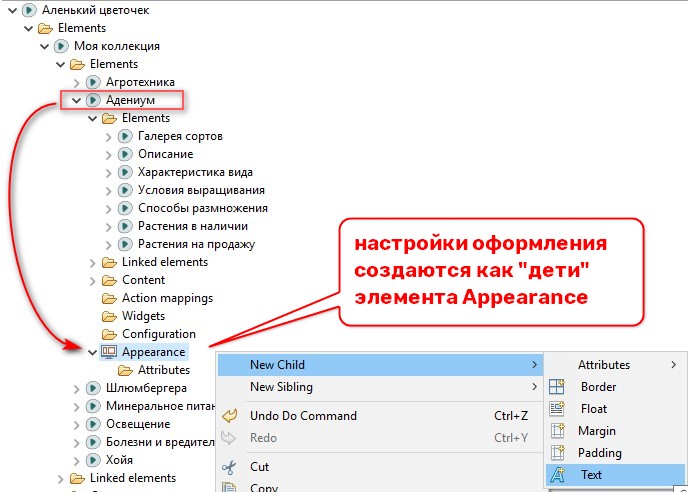 Аленький цветочек
Elements
Моя коллекция
Elements
Агротехника
Адениум
Elements
Галерея сортов
Описание
Характеристика вида
Условия выращивания
Способы размножения
Растения в наличии
Растения на продажу
Linked elements
Content
Action mappings
Widgets
Configuration
Appearance
Attributes
Шлюмбергера
Минеральное питан
Освещение
Болезни и вредител
Хойя
Linked elements
настройки оформления
создаются как "дети"
элемента Appearance
New Child
New Sibling
Undo Do Command Ctrl+Z
Redo Ctrl+Y
Cut
Copy
Attributes
Border
Float
Margin
Padding
Text